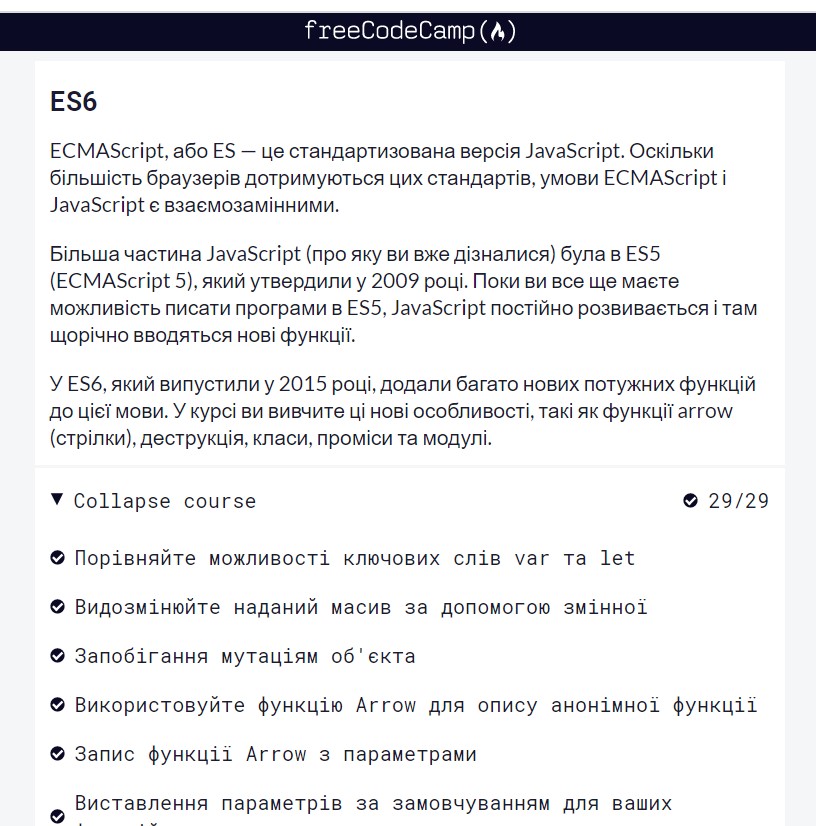 freeCodeCamp(🔥)
ES6
ECMAScript, або ES — це стандартизована версія JavaScript. Оскільки
більшість браузерів дотримуються цих стандартів, умови ECMAScript і
JavaScript є взаємозамінними.
Більша частина JavaScript (про яку ви вже дізналися) була в ES5
(ECMAScript 5), який утвердили у 2009 році. Поки ви все ще маєте
можливість писати програми в ES5, JavaScript постійно розвивається і там
щорічно вводяться нові функції.
У ES6, який випустили у 2015 році, додали багато нових потужних функцій
до цієї мови. У курсі ви вивчите ці нові особливості, такі як функції arrow
(стрілки), деструкція, класи, проміси та модулі.
Collapse course 29/29
Порівняйте можливості ключових слів var та let
Видозмінюйте наданий масив за допомогою змінної
Запобігання мутаціям об'єкта
Використовуйте функцію Arrow для опису анонімної функції
Запис функції Arrow з параметрами
Виставлення параметрів за замовчуванням для ваших